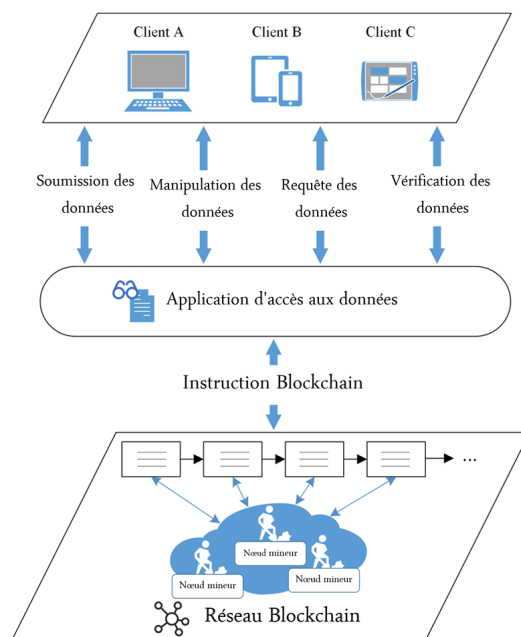 Client A
Client B
Client C
Soumission des
données
Manipulation des
données
Requête des
données
Vérification des
données
Application d'accès aux données
Instruction Blockchain
...
Nœud mineur
Nœud mineur
Nœud mineur
Réseau Blockchain